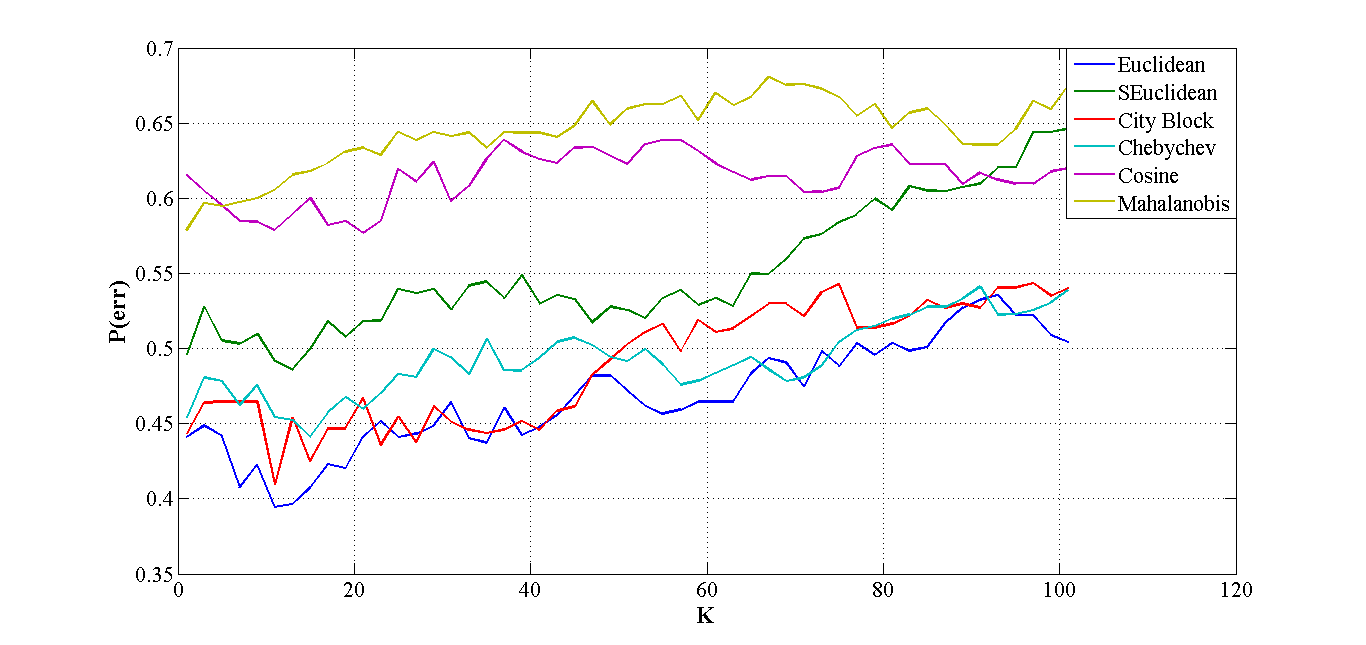 0.7
0.65
0.6
0.55
0.5
0.45
0.4
0.35
P(err)
0
20
40
60
80
100
120
K
Euclidean
SEuclidean
City Block
Chebychev
Cosine
Mahalanobis